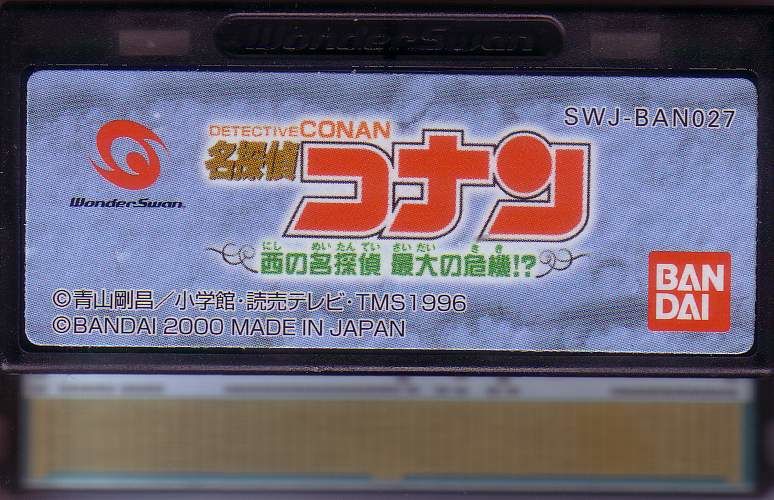 WonderSwan
SWJ-BAN027
DETECTIVE CONAN
名探偵
コナン
WonderSwan
にし めいたんてい さいだい きき
西の名探偵 最大の危機!?
©青山剛昌／小学館・読売テレビ・TMS1996
©BANDAI 2000 MADE IN JAPAN
BAN
DAI